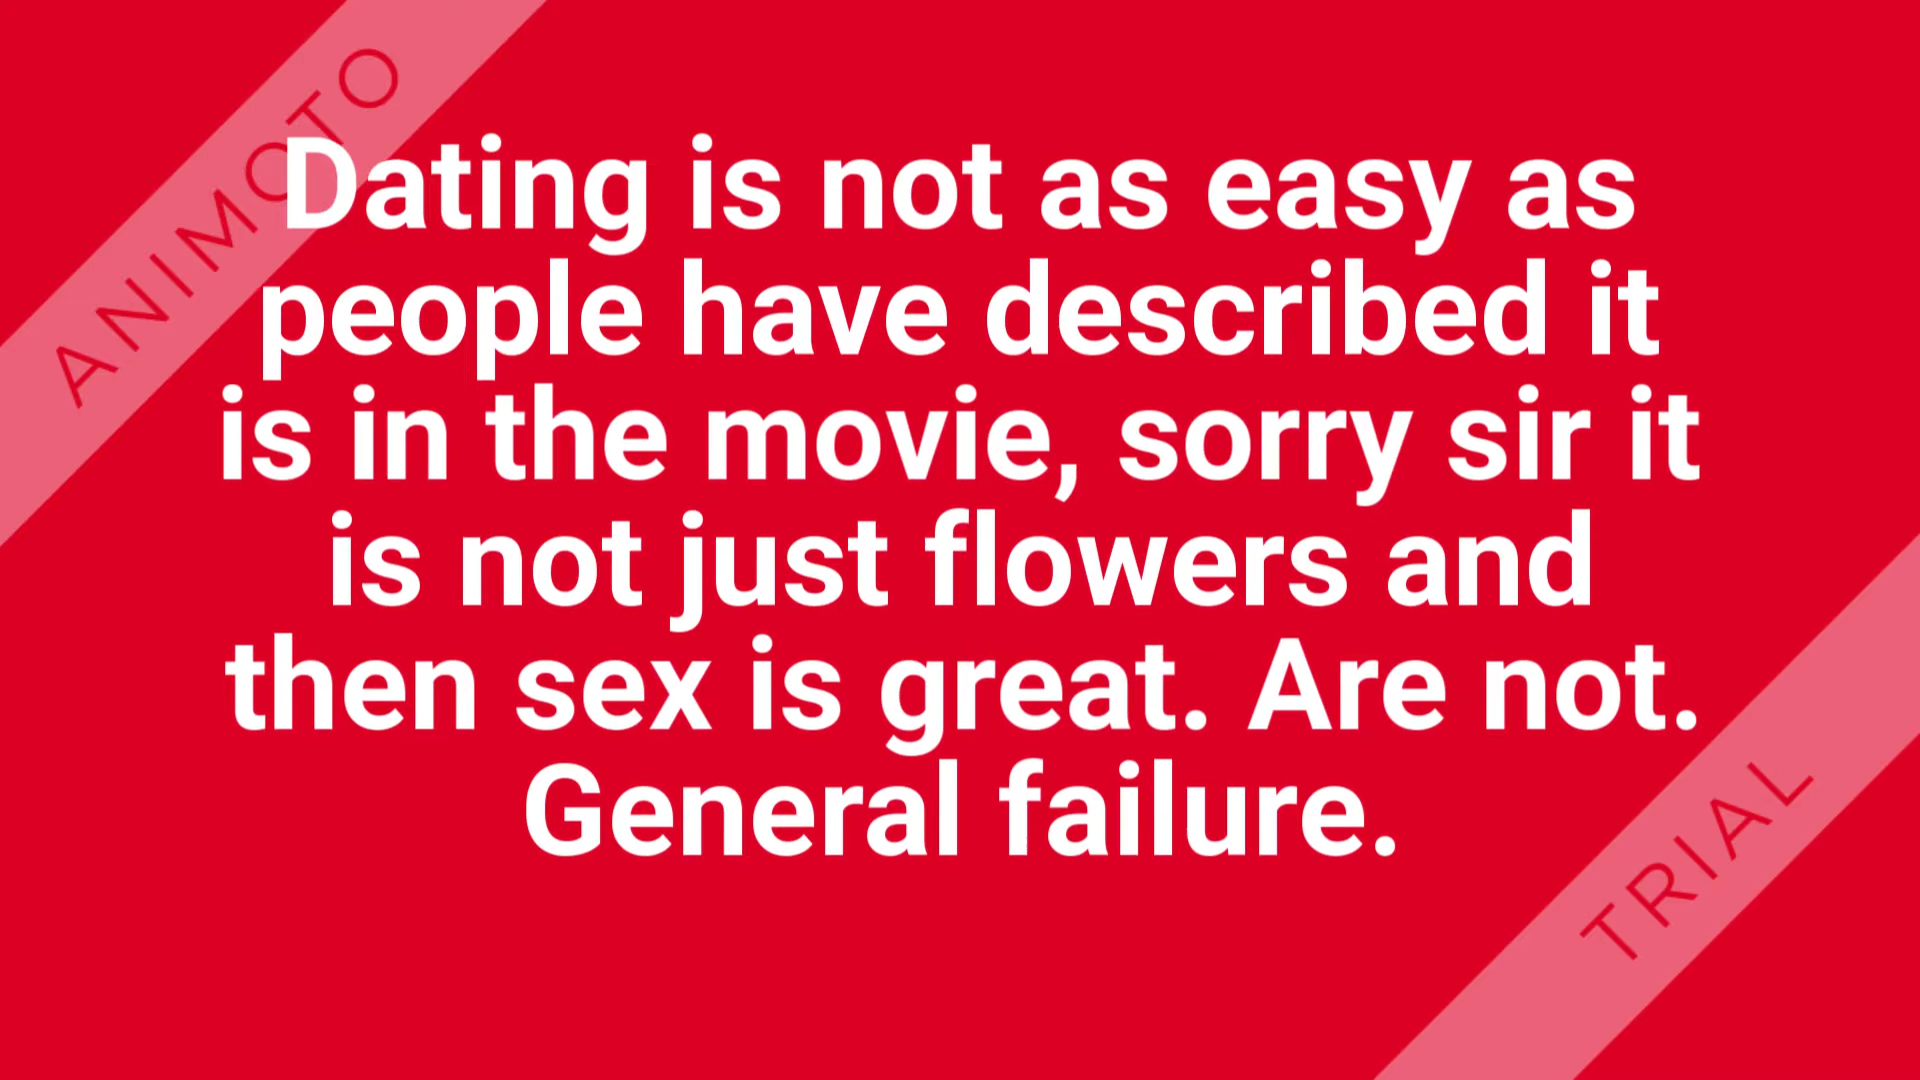 ANIMOTO
Dating is not as easy as
people have described it
is in the movie, sorry sir it
is not just flowers and
then sex is great. Are not.
General failure.
TRIAL